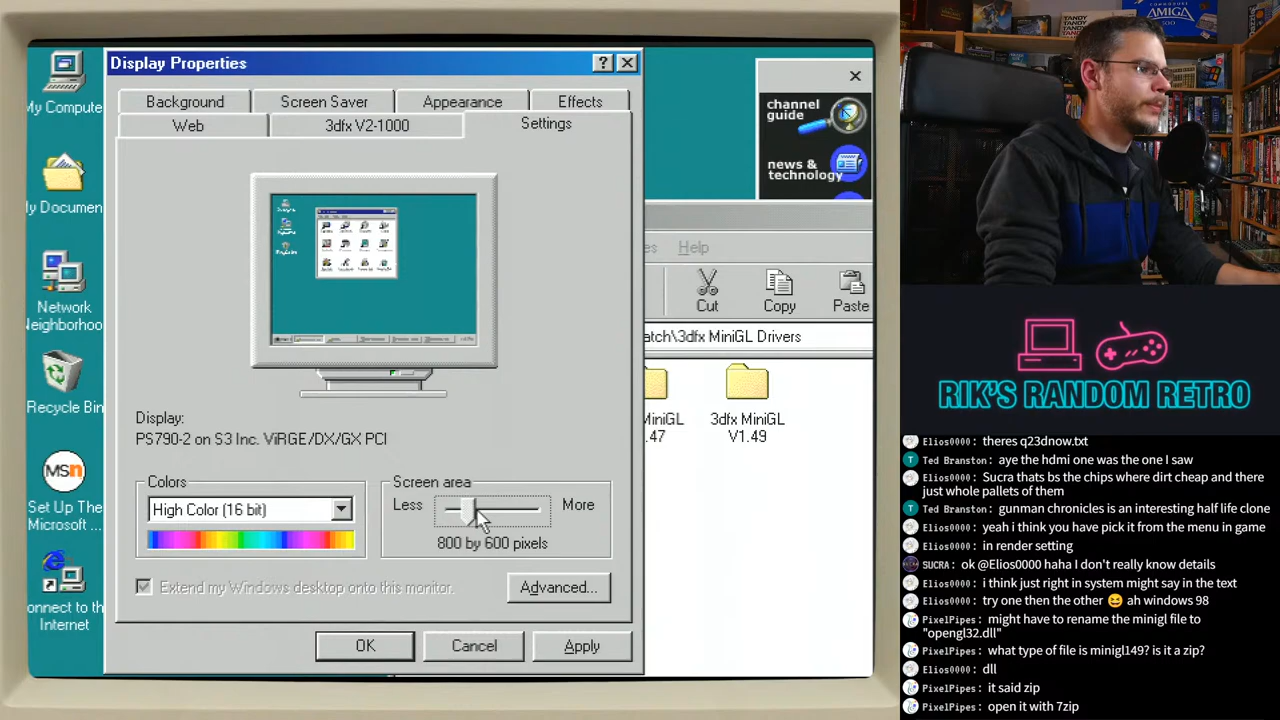 Display Properties
Background
Screen Saver
Appearance
Effects
Web
3dfx V2-1000
Settings
Display:
PS790-2 on S3 Inc. ViRGE/DX/GX PCI
Colors
High Color (16 bit)
Screen area
Less
More
800 by 600 pixels
Extend my Windows desktop onto this monitor.
Advanced...
OK
Cancel
Apply
My Compute
My Documen
Network
Neighborhoo
Recycle Bin
msn
Set Up The
Microsoft ...
Connect to th
Internet
channel
guide
news &
technology
es
Help
Cut
Copy
Paste
atch\3dfx MiniGL Drivers
MiniGL
.47
3dfx MiniGL
V1.49
COMMODORE
AMIGA
TANDY
TANDY
RIK'S RANDOM RETRO
Elios0000: theres q23dnow.txt
Ted Branston: aye the hdmi one was the one I saw
Elios0000: Sucra thats bs the chips where dirt cheap and there
just whole pallets of them
Ted Branston: gunman chronicles is an interesting half life clone
Elios0000: yeah i think you have pick it from the menu in game
Elios0000: in render setting
SUCRA: ok @Elios0000 haha I don't really know details
Elios0000: i think just right in system might say in the text
Elios0000: try one then the other 😆 ah windows 98
PixelPipes: might have to rename the minigl file to
"opengl32.dll"
PixelPipes: what type of file is minigl149? is it a zip?
Elios0000: dll
PixelPipes: it said zip
PixelPipes: open it with 7zip